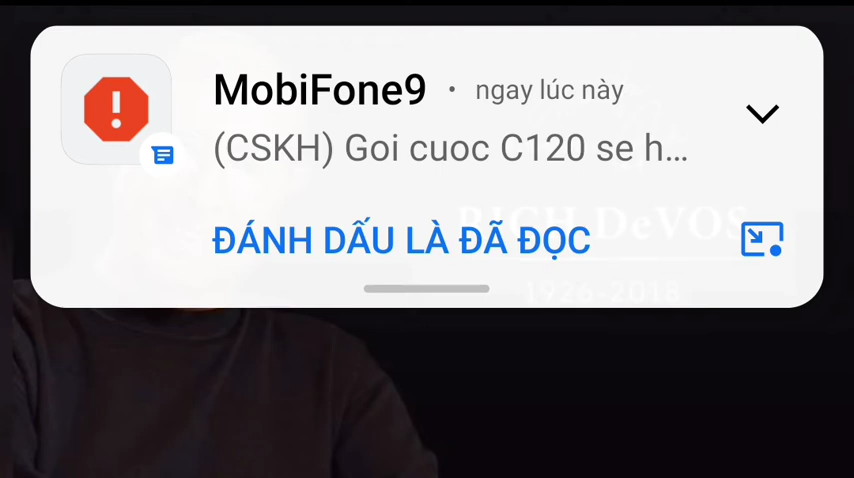 MobiFone9 • ngay lúc này
(CSKH) Goi cuoc C120 se h...
ĐÁNH DẤU LÀ ĐÃ ĐỌC
RICH DeVOS
1926-2018